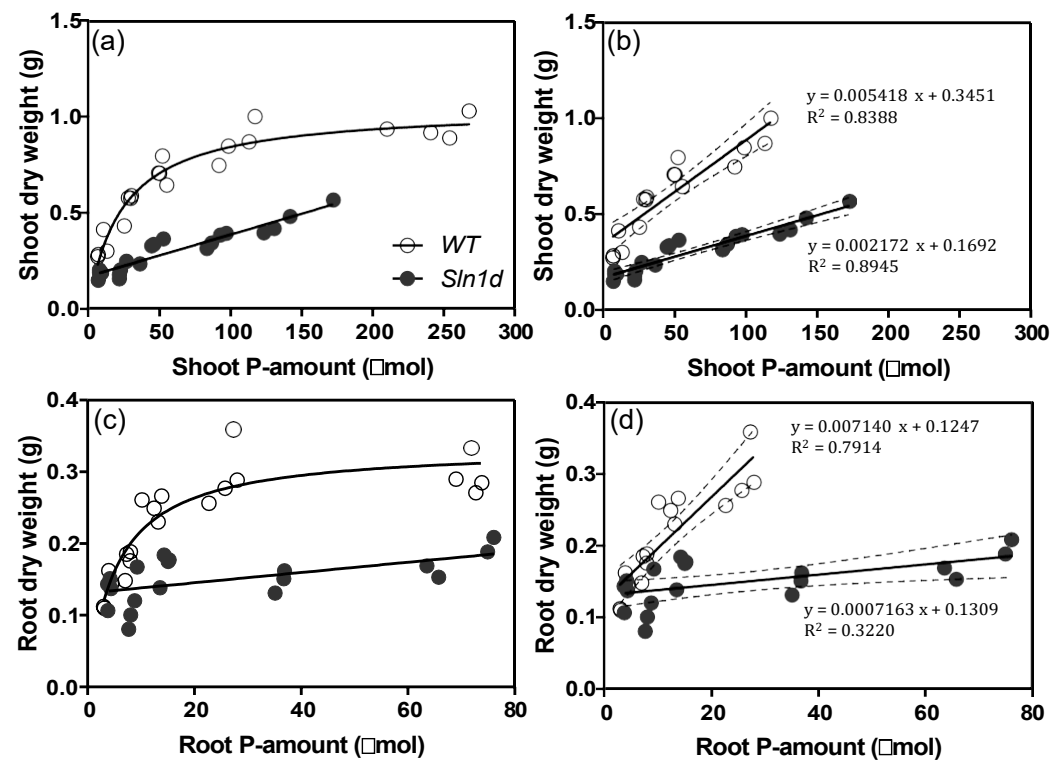 (a)
1.5
1.0
0.5
0.0
Shoot dry weight (g)
WT
Sln1d
0 50 100 150 200 250 300
Shoot P-amount (□mol)
(b)
1.5
1.0
0.5
0.0
Shoot dry weight (g)
y = 0.005418 x + 0.3451
R² = 0.8388
y = 0.002172 x + 0.1692
R² = 0.8945
0 50 100 150 200 250 300
Shoot P-amount (□mol)
(c)
0.4
0.3
0.2
0.1
0.0
Root dry weight (g)
0 20 40 60 80
Root P-amount (□mol)
(d)
0.4
0.3
0.2
0.1
0.0
Root dry weight (g)
y = 0.007140 x + 0.1247
R² = 0.7914
y = 0.0007163 x + 0.1309
R² = 0.3220
0 20 40 60 80
Root P-amount (□mol)